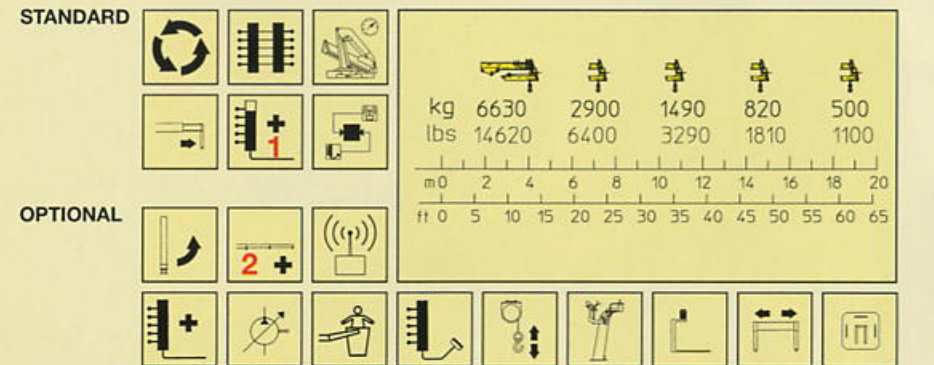 STANDARD
1
kg 6630 2900 1490 820 500
lbs 14620 6400 3290 1810 1100
m 0 2 4 6 8 10 12 14 16 18 20
ft 0 5 10 15 20 25 30 35 40 45 50 55 60 65
OPTIONAL
2